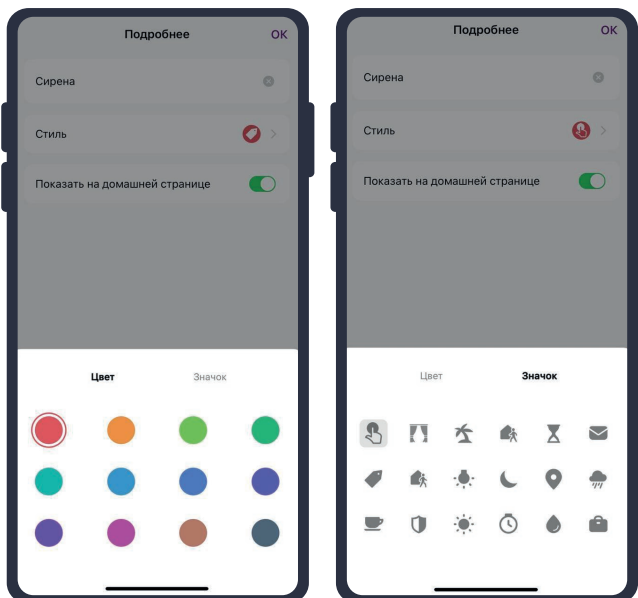 Подробнее
OK
Сирена
Стиль
Показать на домашней странице
Цвет
Значок
Подробнее
OK
Сирена
Стиль
Показать на домашней странице
Цвет
Значок